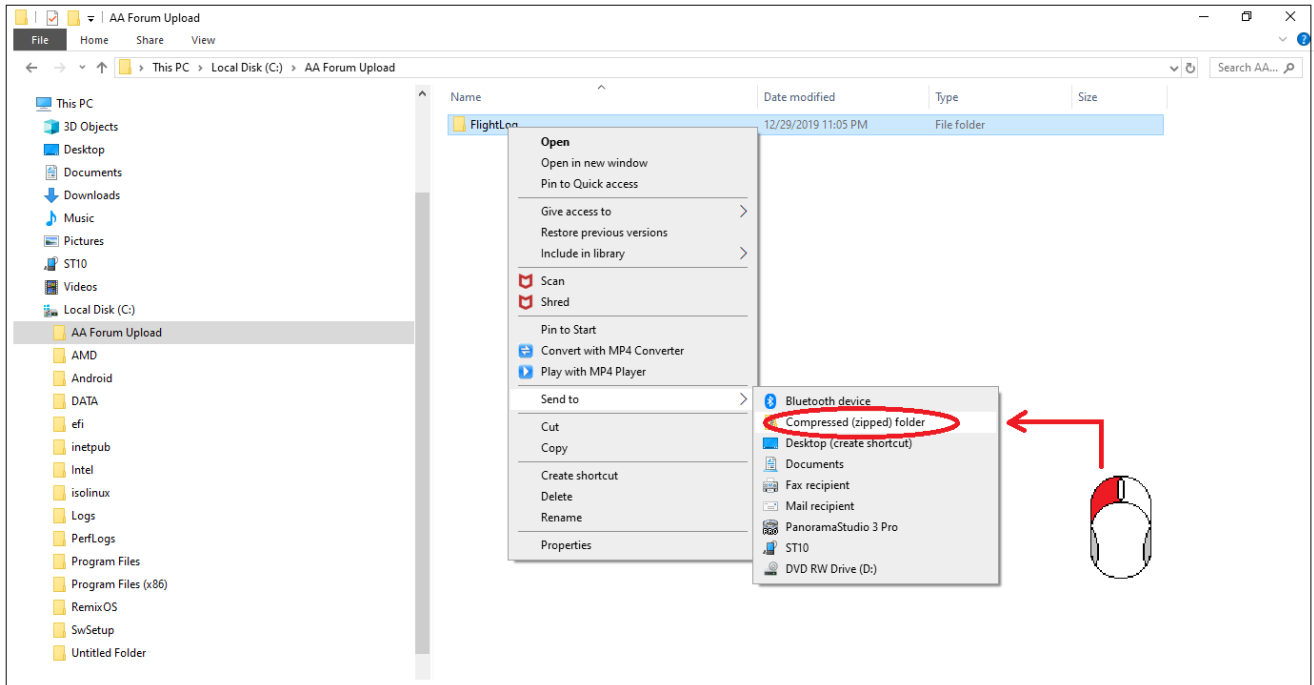 AA Forum Upload
File Home Share View
This PC > Local Disk (C:) > AA Forum Upload
Search AA...
This PC
3D Objects
Desktop
Documents
Downloads
Music
Pictures
ST10
Videos
Local Disk (C:)
AA Forum Upload
AMD
Android
DATA
efi
inetpub
Intel
isolinux
Logs
PerfLogs
Program Files
Program Files (x86)
RemixOS
SwSetup
Untitled Folder
Name Date modified Type Size
FlightLog 12/29/2019 11:05 PM File folder
Open
Open in new window
Pin to Quick access
Give access to
Restore previous versions
Include in library
Scan
Shred
Pin to Start
Convert with MP4 Converter
Play with MP4 Player
Send to
Cut
Copy
Create shortcut
Delete
Rename
Properties
Bluetooth device
Compressed (zipped) folder
Desktop (create shortcut)
Documents
Fax recipient
Mail recipient
PanoramaStudio 3 Pro
ST10
DVD RW Drive (D:)